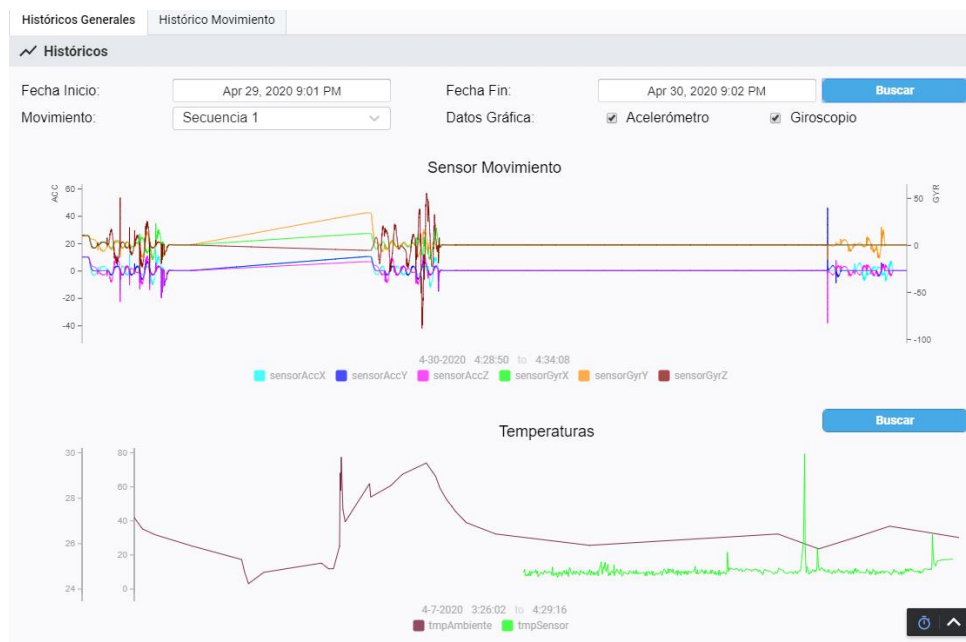 Históricos Generales Histórico Movimiento
Históricos
Fecha Inicio: Apr 29, 2020 9:01 PM Fecha Fin: Apr 30, 2020 9:02 PM Buscar
Movimiento: Secuencia 1 Datos Gráfica: Acelerómetro Giroscopio
Sensor Movimiento
ACC GYR
60
50
40
20
0
0
-20
-50
-40
-100
4-30-2020 4:28:50 to 4:34:08
sensorAccX sensorAccY sensorAccZ sensorGyrX sensorGyrY sensorGyrZ
Buscar
Temperaturas
30 80
60
28
40
26
20
24 0
4-7-2020 3:26:02 to 4:29:16
tmpAmbiente tmpSensor